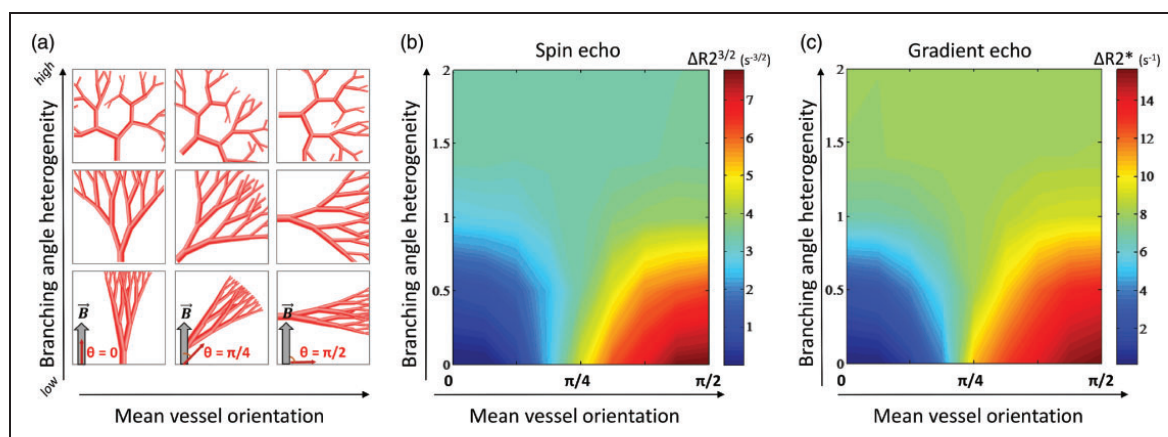 (a)
high
Branching angle heterogeneity
low
B
θ = 0
B
θ = π/4
B
θ = π/2
Mean vessel orientation
(b)
Spin echo
ΔR2^3/2 (s^-3/2)
Branching angle heterogeneity
2
1.5
1
0.5
0
0
π/4
π/2
7
6
5
4
3
2
1
Mean vessel orientation
(c)
Gradient echo
ΔR2* (s^-1)
Branching angle heterogeneity
2
1.5
1
0.5
0
0
π/4
π/2
14
12
10
8
6
4
2
Mean vessel orientation